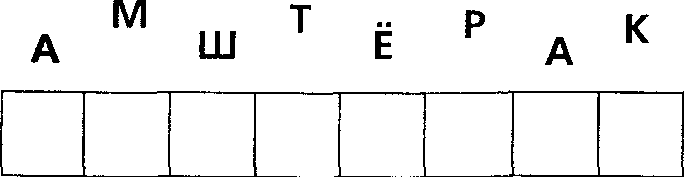 А М Ш Т Ё Р А К